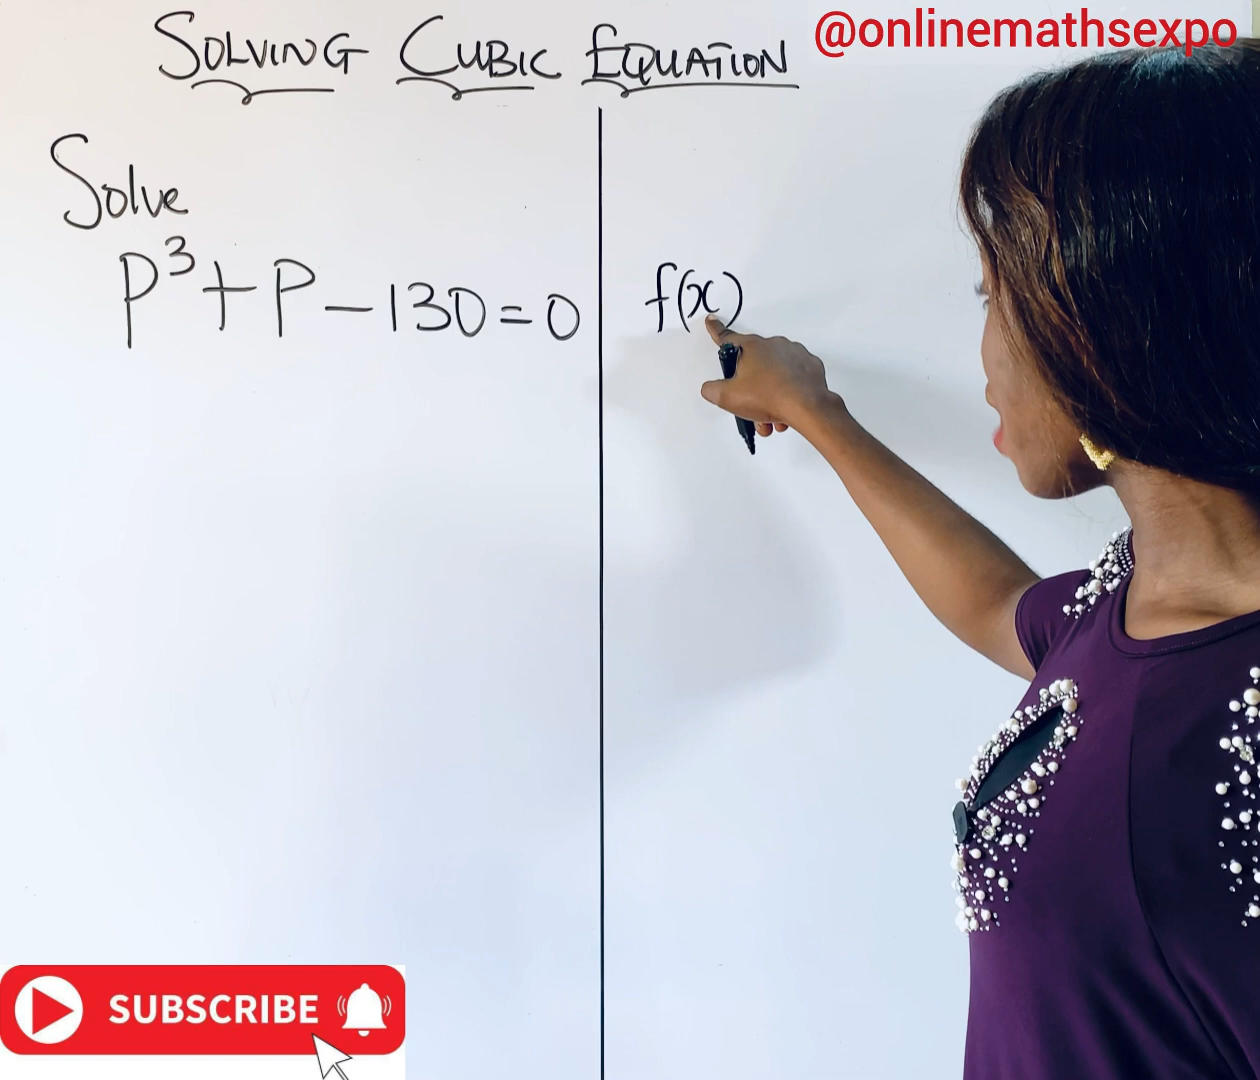 @onlinemathsexpo
SOLVING CUBIC EQUATION
Solve
P³ + P − 130 = 0
f(x)
SUBSCRIBE